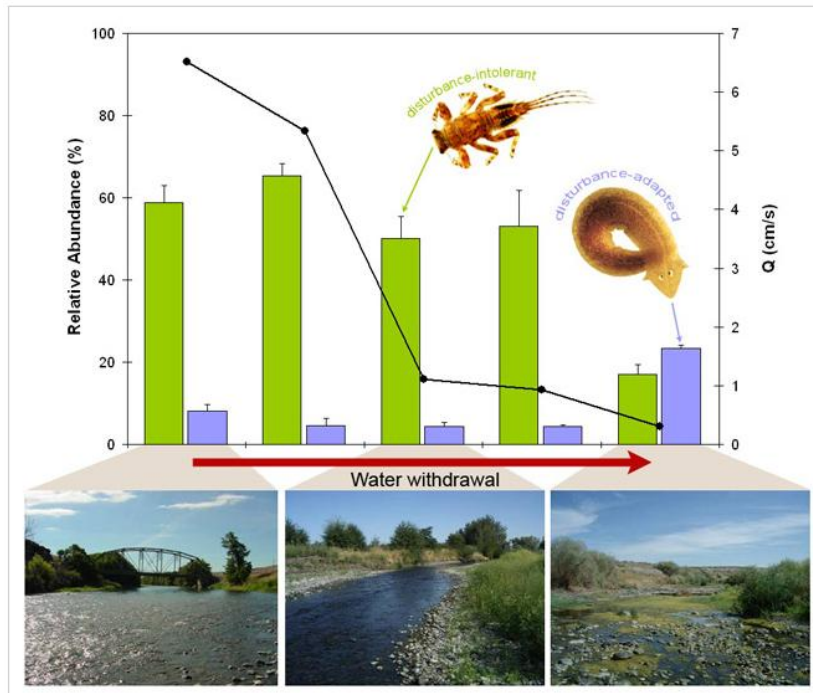 100
80
60
40
20
0
Relative Abundance (%)
7
6
5
4
3
2
1
0
Q (cm/s)
disturbance-intolerant
disturbance-adapted
Water withdrawal